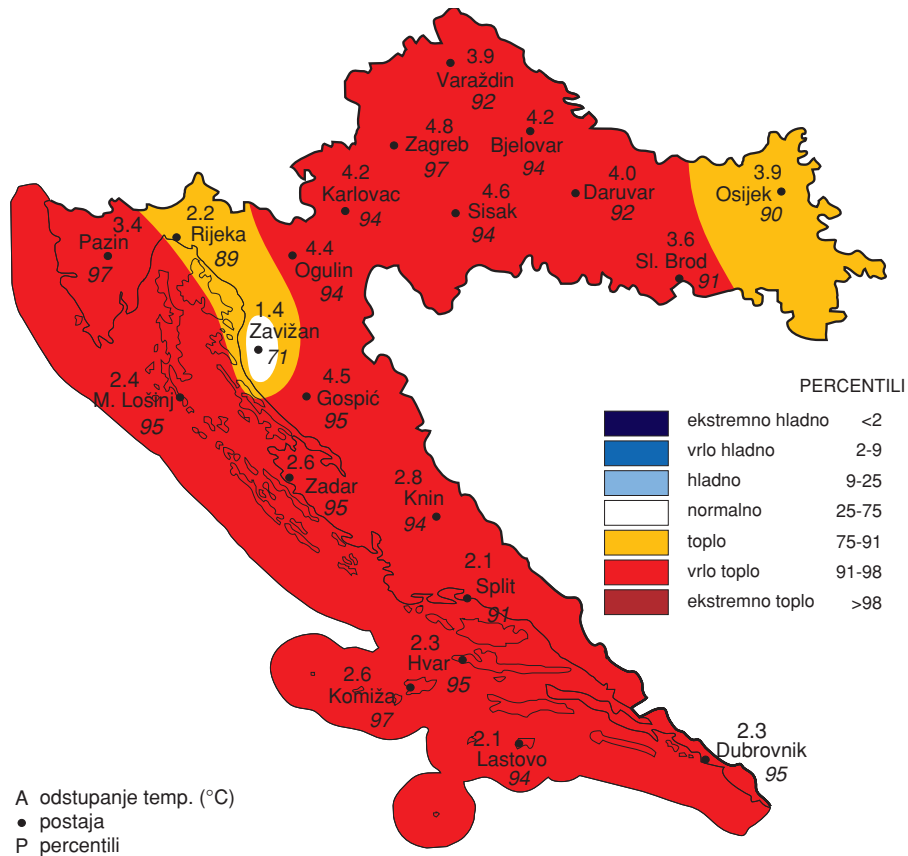 3.9
Varaždin
92
4.8
Zagreb
97
4.2
Bjelovar
94
4.2
Karlovac
94
4.6
Sisak
94
4.0
Daruvar
92
3.9
Osijek
90
3.6
Sl. Brod
91
3.4
Pazin
97
2.2
Rijeka
89
4.4
Ogulin
94
1.4
Zavižan
71
2.4
M. Lošinj
95
4.5
Gospić
95
2.6
Zadar
95
2.8
Knin
94
2.1
Split
91
2.3
Hvar
95
2.6
Komiža
97
2.1
Lastovo
94
2.3
Dubrovnik
95
PERCENTILI
ekstremno hladno <2
vrlo hladno 2-9
hladno 9-25
normalno 25-75
toplo 75-91
vrlo toplo 91-98
ekstremno toplo >98
A odstupanje temp. (°C)
● postaja
P percentili